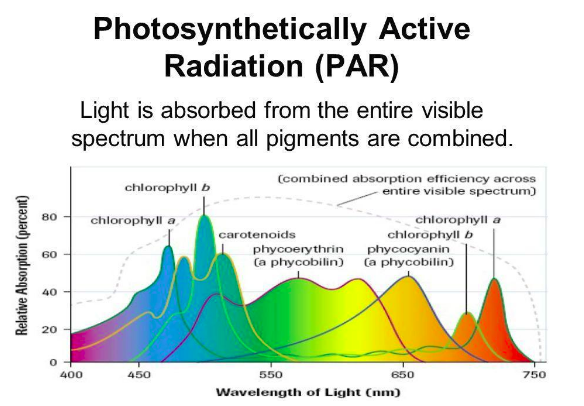 Photosynthetically Active
Radiation (PAR)
Light is absorbed from the entire visible
spectrum when all pigments are combined.
(combined absorption efficiency across
entire visible spectrum)
chlorophyll b
chlorophyll a
carotenoids
phycoerythrin
(a phycobilin)
phycocyanin
(a phycobilin)
chlorophyll a
chlorophyll b
Relative Absorption (percent)
80
60
40
20
0
400
450
550
650
750
Wavelength of Light (nm)